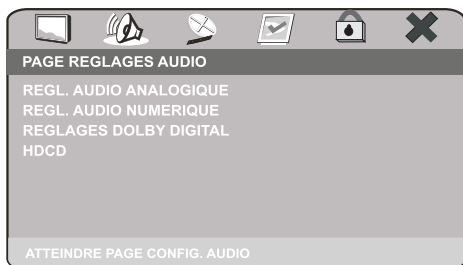 PAGE REGLAGES AUDIO
REGL. AUDIO ANALOGIQUE
REGL. AUDIO NUMERIQUE
REGLAGES DOLBY DIGITAL
HDCD
ATTEINDRE PAGE CONFIG. AUDIO